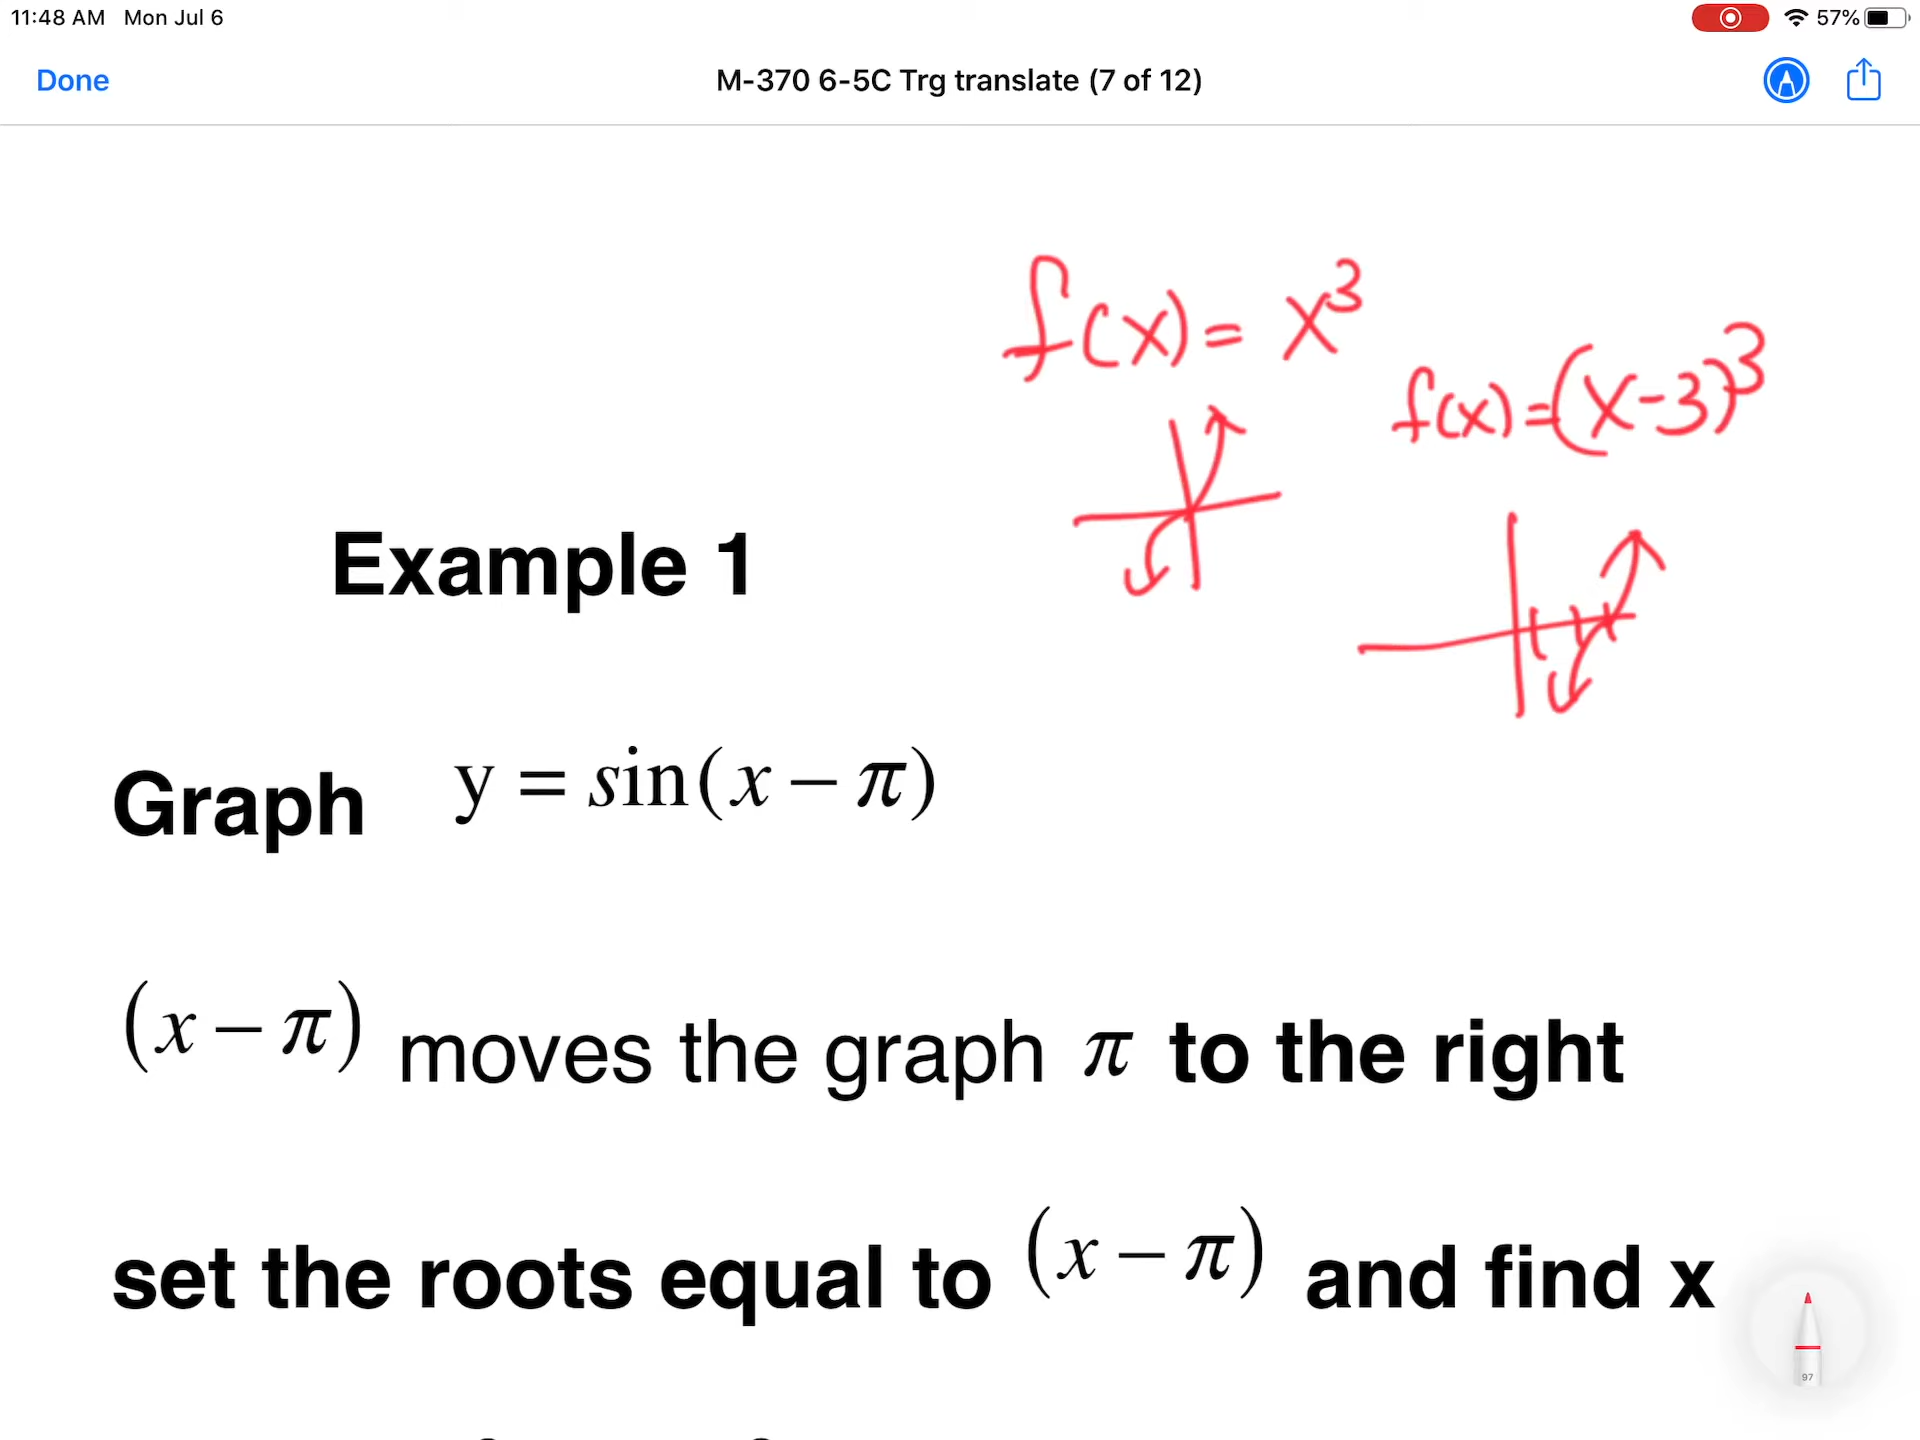 11:48 AM Mon Jul 6
57%
Done
M-370 6-5C Trg translate (7 of 12)
f(x) = x³
f(x) = (x-3)³
Example 1
Graph y = sin(x − π)
(x − π) moves the graph π to the right
set the roots equal to (x − π) and find x
97